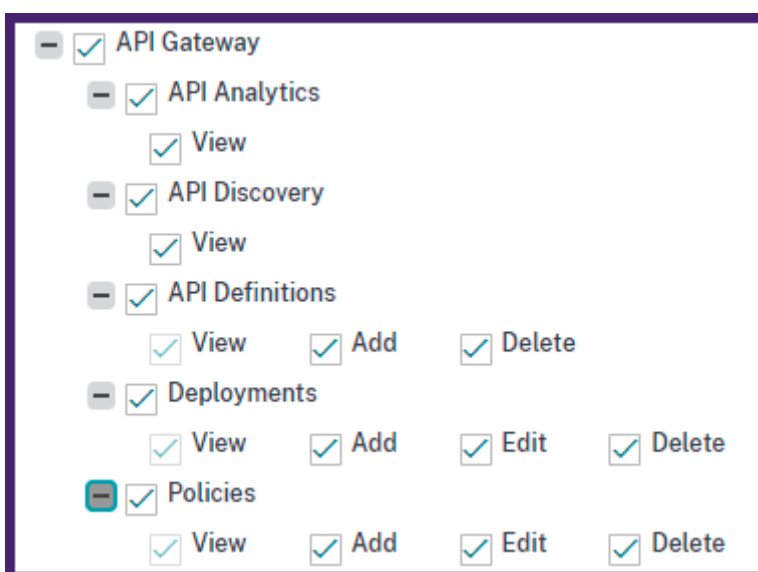 API Gateway
API Analytics
View
API Discovery
View
API Definitions
View Add Delete
Deployments
View Add Edit Delete
Policies
View Add Edit Delete